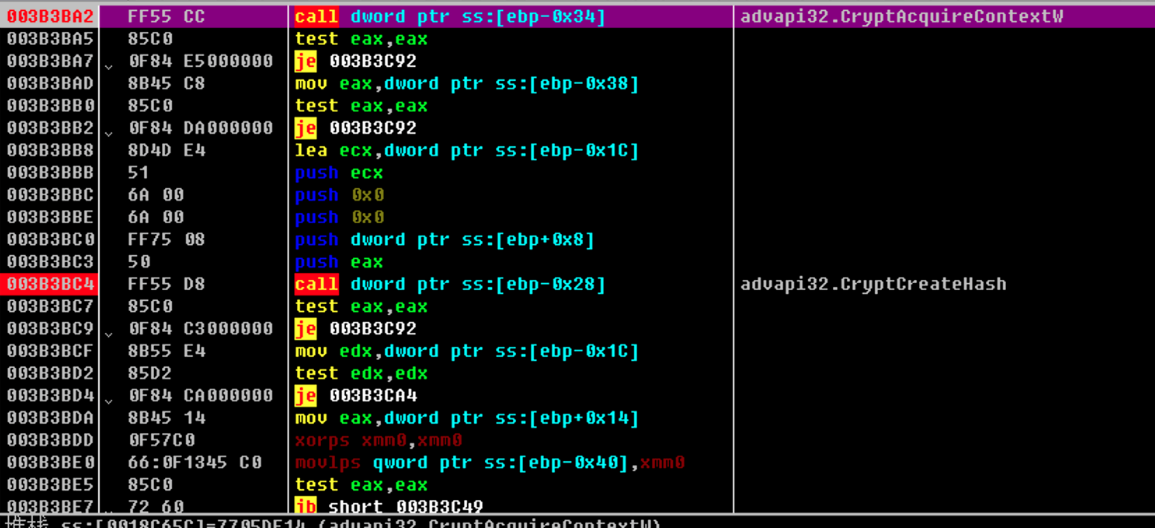 003B3BA2 FF55 CC call dword ptr ss:[ebp-0x34] advapi32.CryptAcquireContextW
003B3BA5 85C0 test eax,eax
003B3BA7 0F84 E5000000 je 003B3C92
003B3BAD 8B45 C8 mov eax,dword ptr ss:[ebp-0x38]
003B3BB0 85C0 test eax,eax
003B3BB2 0F84 DA000000 je 003B3C92
003B3BB8 8D4D E4 lea ecx,dword ptr ss:[ebp-0x1C]
003B3BBB 51 push ecx
003B3BBC 6A 00 push 0x0
003B3BBE 6A 00 push 0x0
003B3BC0 FF75 08 push dword ptr ss:[ebp+0x8]
003B3BC3 50 push eax
003B3BC4 FF55 D8 call dword ptr ss:[ebp-0x28] advapi32.CryptCreateHash
003B3BC7 85C0 test eax,eax
003B3BC9 0F84 C3000000 je 003B3C92
003B3BCF 8B55 E4 mov edx,dword ptr ss:[ebp-0x1C]
003B3BD2 85D2 test edx,edx
003B3BD4 0F84 CA000000 je 003B3CA4
003B3BDA 8B45 14 mov eax,dword ptr ss:[ebp+0x14]
003B3BDD 0F57C0 xorps xmm0,xmm0
003B3BE0 66:0F1345 C0 movlps qword ptr ss:[ebp-0x40],xmm0
003B3BE5 85C0 test eax,eax
003B3BE7 72 60 jb short 003B3C49
堆栈 ss:[0018C65C]=7705DF14 (advapi32.CryptAcquireContextW)